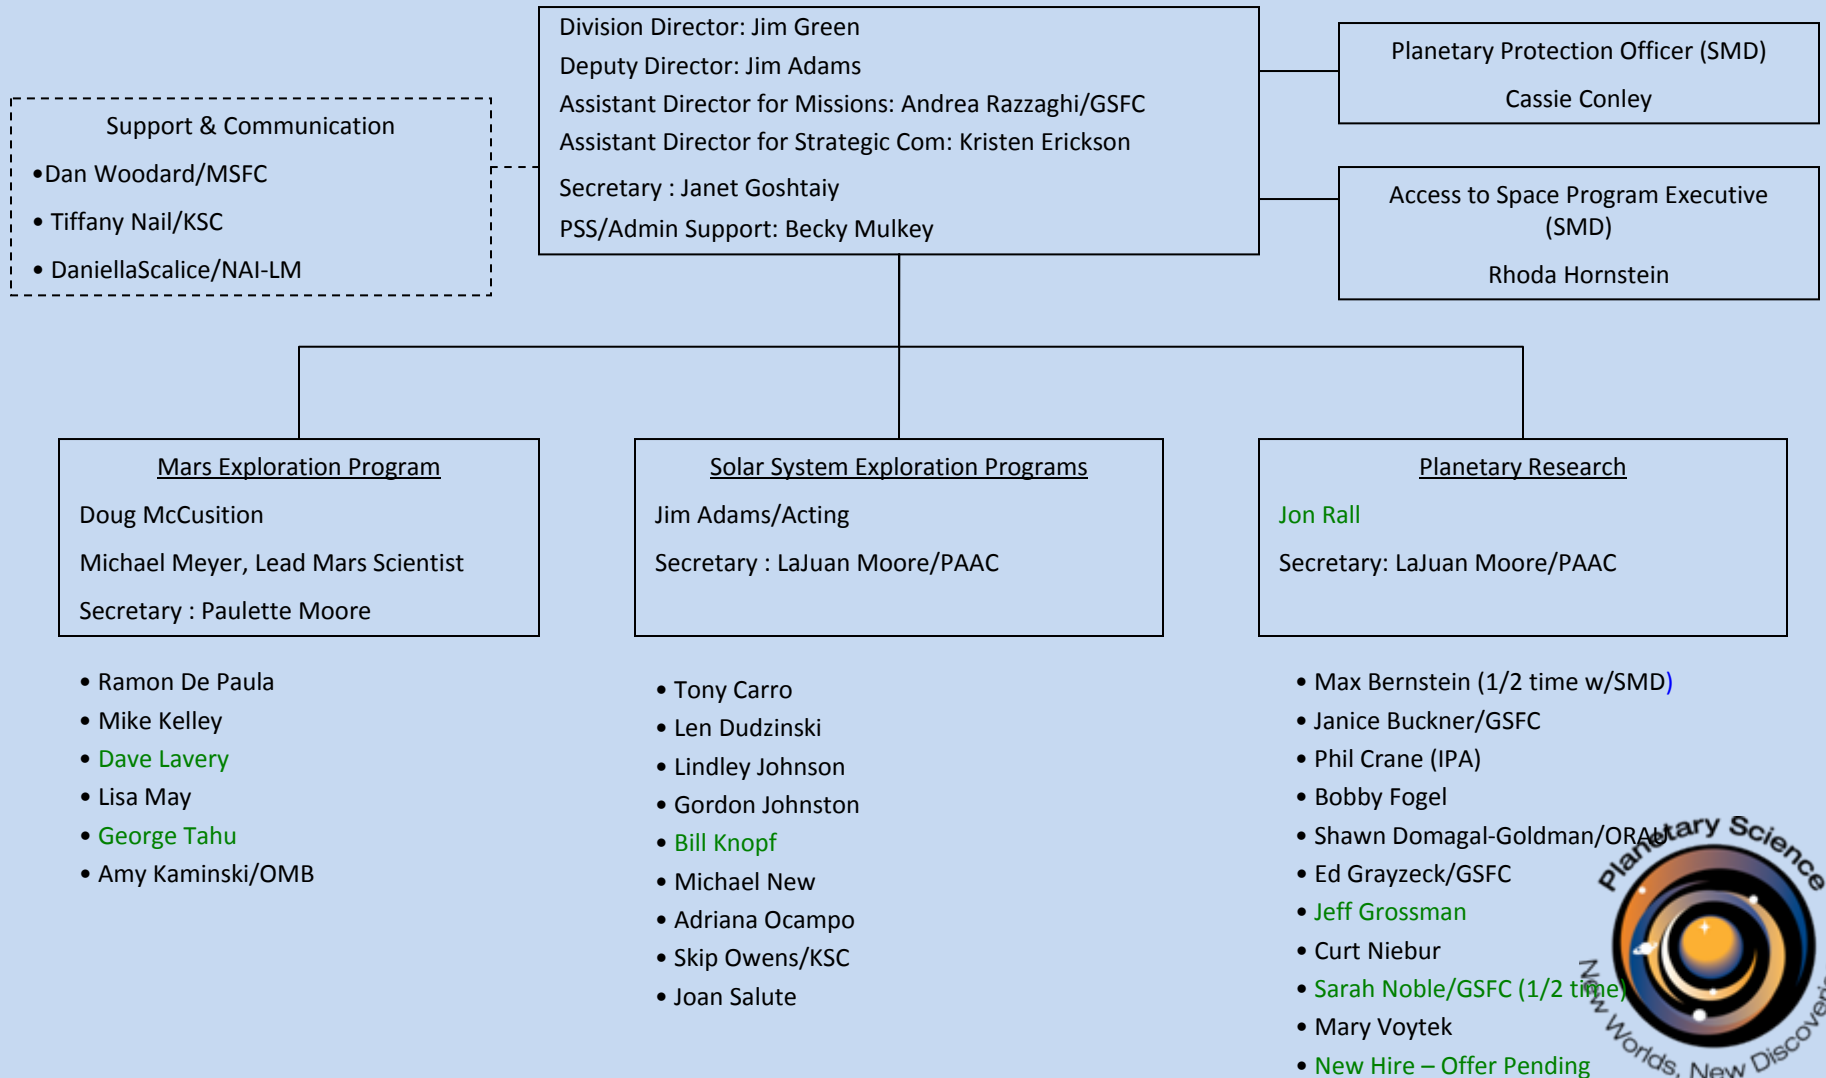 Division Director: Jim Green
Deputy Director: Jim Adams
Assistant Director for Missions: Andrea Razzaghi/GSFC
Assistant Director for Strategic Com: Kristen Erickson
Secretary : Janet Goshtaiy
PSS/Admin Support: Becky Mulkey
Planetary Protection Officer (SMD)
Cassie Conley
Access to Space Program Executive
(SMD)
Rhoda Hornstein
Support & Communication
•Dan Woodard/MSFC
• Tiffany Nail/KSC
• DaniellaScalice/NAI-LM
Mars Exploration Program
Doug McCusition
Michael Meyer, Lead Mars Scientist
Secretary : Paulette Moore
• Ramon De Paula
• Mike Kelley
• Dave Lavery
• Lisa May
• George Tahu
• Amy Kaminski/OMB
Solar System Exploration Programs
Jim Adams/Acting
Secretary : LaJuan Moore/PAAC
• Tony Carro
• Len Dudzinski
• Lindley Johnson
• Gordon Johnston
• Bill Knopf
• Michael New
• Adriana Ocampo
• Skip Owens/KSC
• Joan Salute
Planetary Research
Jon Rall
Secretary: LaJuan Moore/PAAC
• Max Bernstein (1/2 time w/SMD)
• Janice Buckner/GSFC
• Phil Crane (IPA)
• Bobby Fogel
• Shawn Domagal-Goldman/ORAU
• Ed Grayzeck/GSFC
• Jeff Grossman
• Curt Niebur
• Sarah Noble/GSFC (1/2 time)
• Mary Voytek
• New Hire – Offer Pending
Planetary Science
New Worlds, New Discoverie